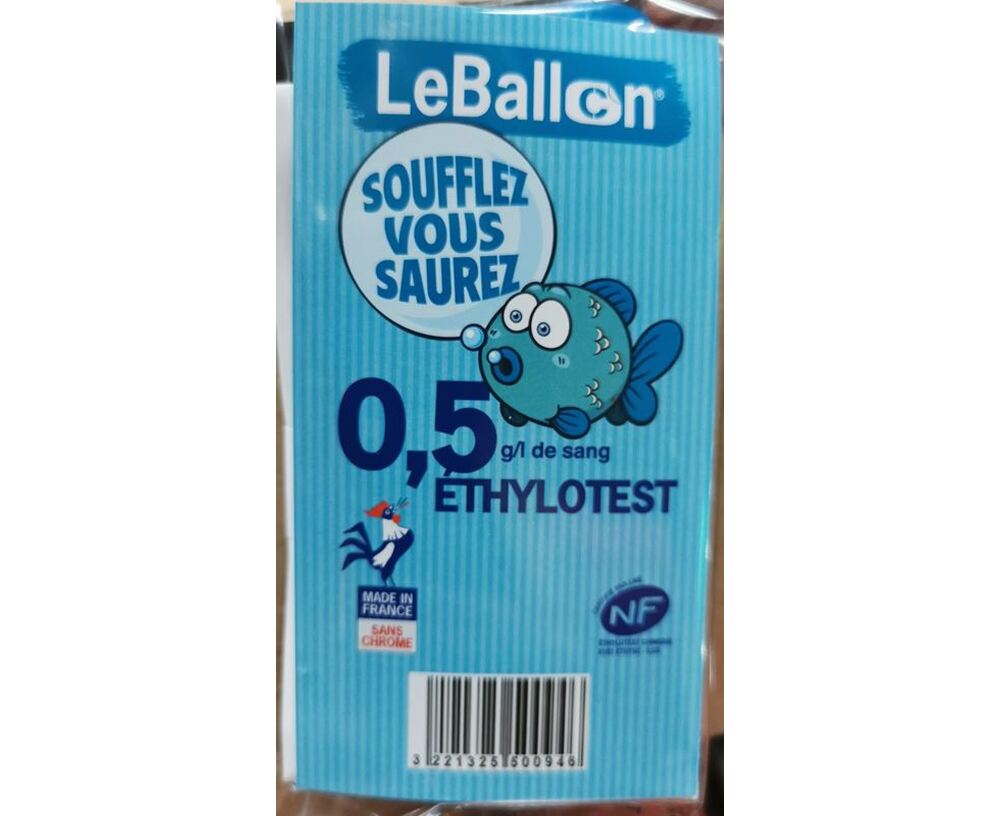 LeBallon®
SOUFFLEZ
VOUS
SAUREZ
0,5
g/l de sang
ÉTHYLOTEST
MADE IN
FRANCE
SANS
CHROME
NF
3 221325 500946